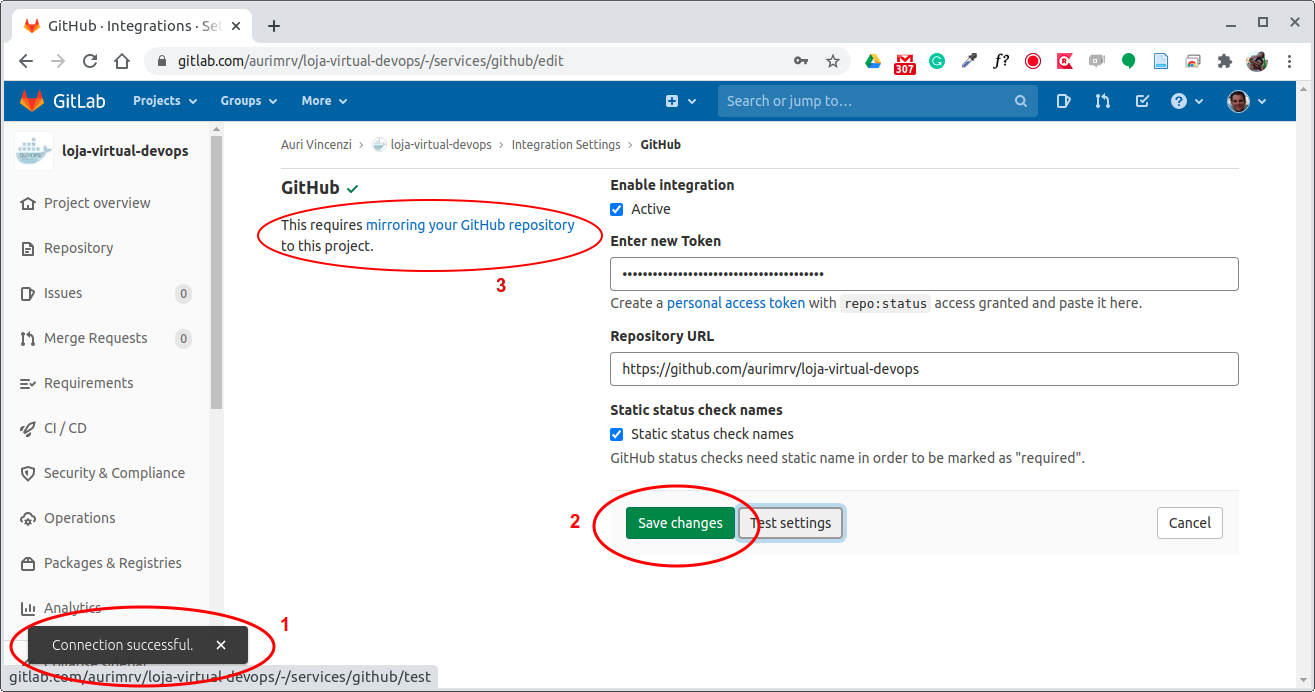 GitHub · Integrations · Set
gitlab.com/aurimrv/loja-virtual-devops/-/services/github/edit
307
f?
GitLab
Projects
Groups
More
Search or jump to…
loja-virtual-devops
Project overview
Repository
Issues 0
Merge Requests 0
Requirements
CI / CD
Security & Compliance
Operations
Packages & Registries
Analytics
Collapse sidebar
Connection successful.
1
gitlab.com/aurimrv/loja-virtual-devops/-/services/github/test
Auri Vincenzi › loja-virtual-devops › Integration Settings › GitHub
GitHub
This requires mirroring your GitHub repository
to this project.
3
Enable integration
Active
Enter new Token
••••••••••••••••••••••••••••••••••••••••
Create a personal access token with repo:status access granted and paste it here.
Repository URL
https://github.com/aurimrv/loja-virtual-devops
Static status check names
Static status check names
GitHub status checks need static name in order to be marked as "required".
2
Save changes
Test settings
Cancel